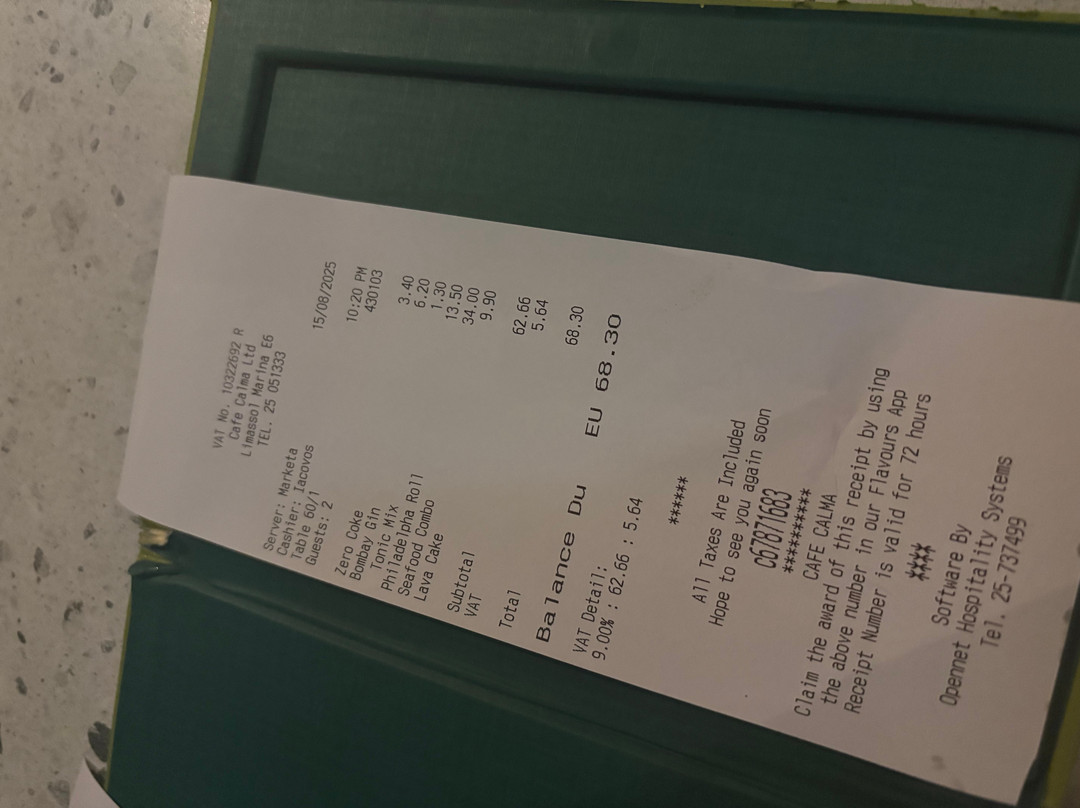 VAT No. 10322692 R
Cafe Calma Ltd
Limassol Marina E6
TEL. 25 051333
Server: Marketa 15/08/2025
Cashier: Iacovos
Table 60/1 10:20 PM
Guests: 2 430103
Zero Coke 3.40
Bombay Gin 6.20
Tonic Mix 1.30
Philadelpha Roll 13.50
Seafood Combo 34.00
Lava Cake 9.90
Subtotal 62.66
VAT 5.64
Total 68.30
Balance Du EU 68.30
VAT Detail:
9.00% : 62.66 : 5.64
******
All Taxes Are Included
Hope to see you again soon
C67871683
**********
CAFE CALMA
Claim the award of this receipt by using
the above number in our Flavours App
Receipt Number is valid for 72 hours
****
Software By
Opennet Hospitality Systems
Tel. 25-737499